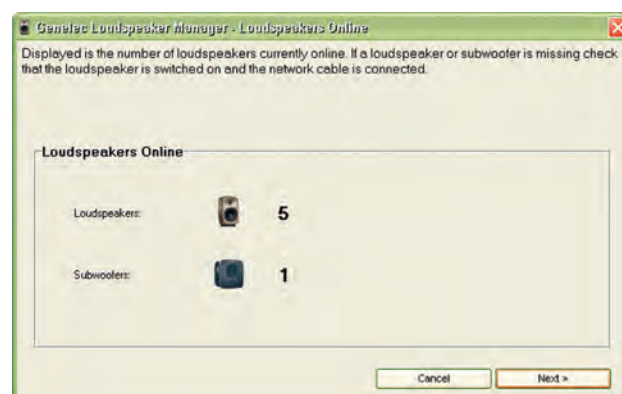 Genelec Loudspeaker Manager - Loudspeakers Online
Displayed is the number of loudspeakers currently online. If a loudspeaker or subwoofer is missing check
that the loudspeaker is switched on and the network cable is connected.
Loudspeakers Online
Loudspeakers: 5
Subwoofers: 1
Cancel Next >